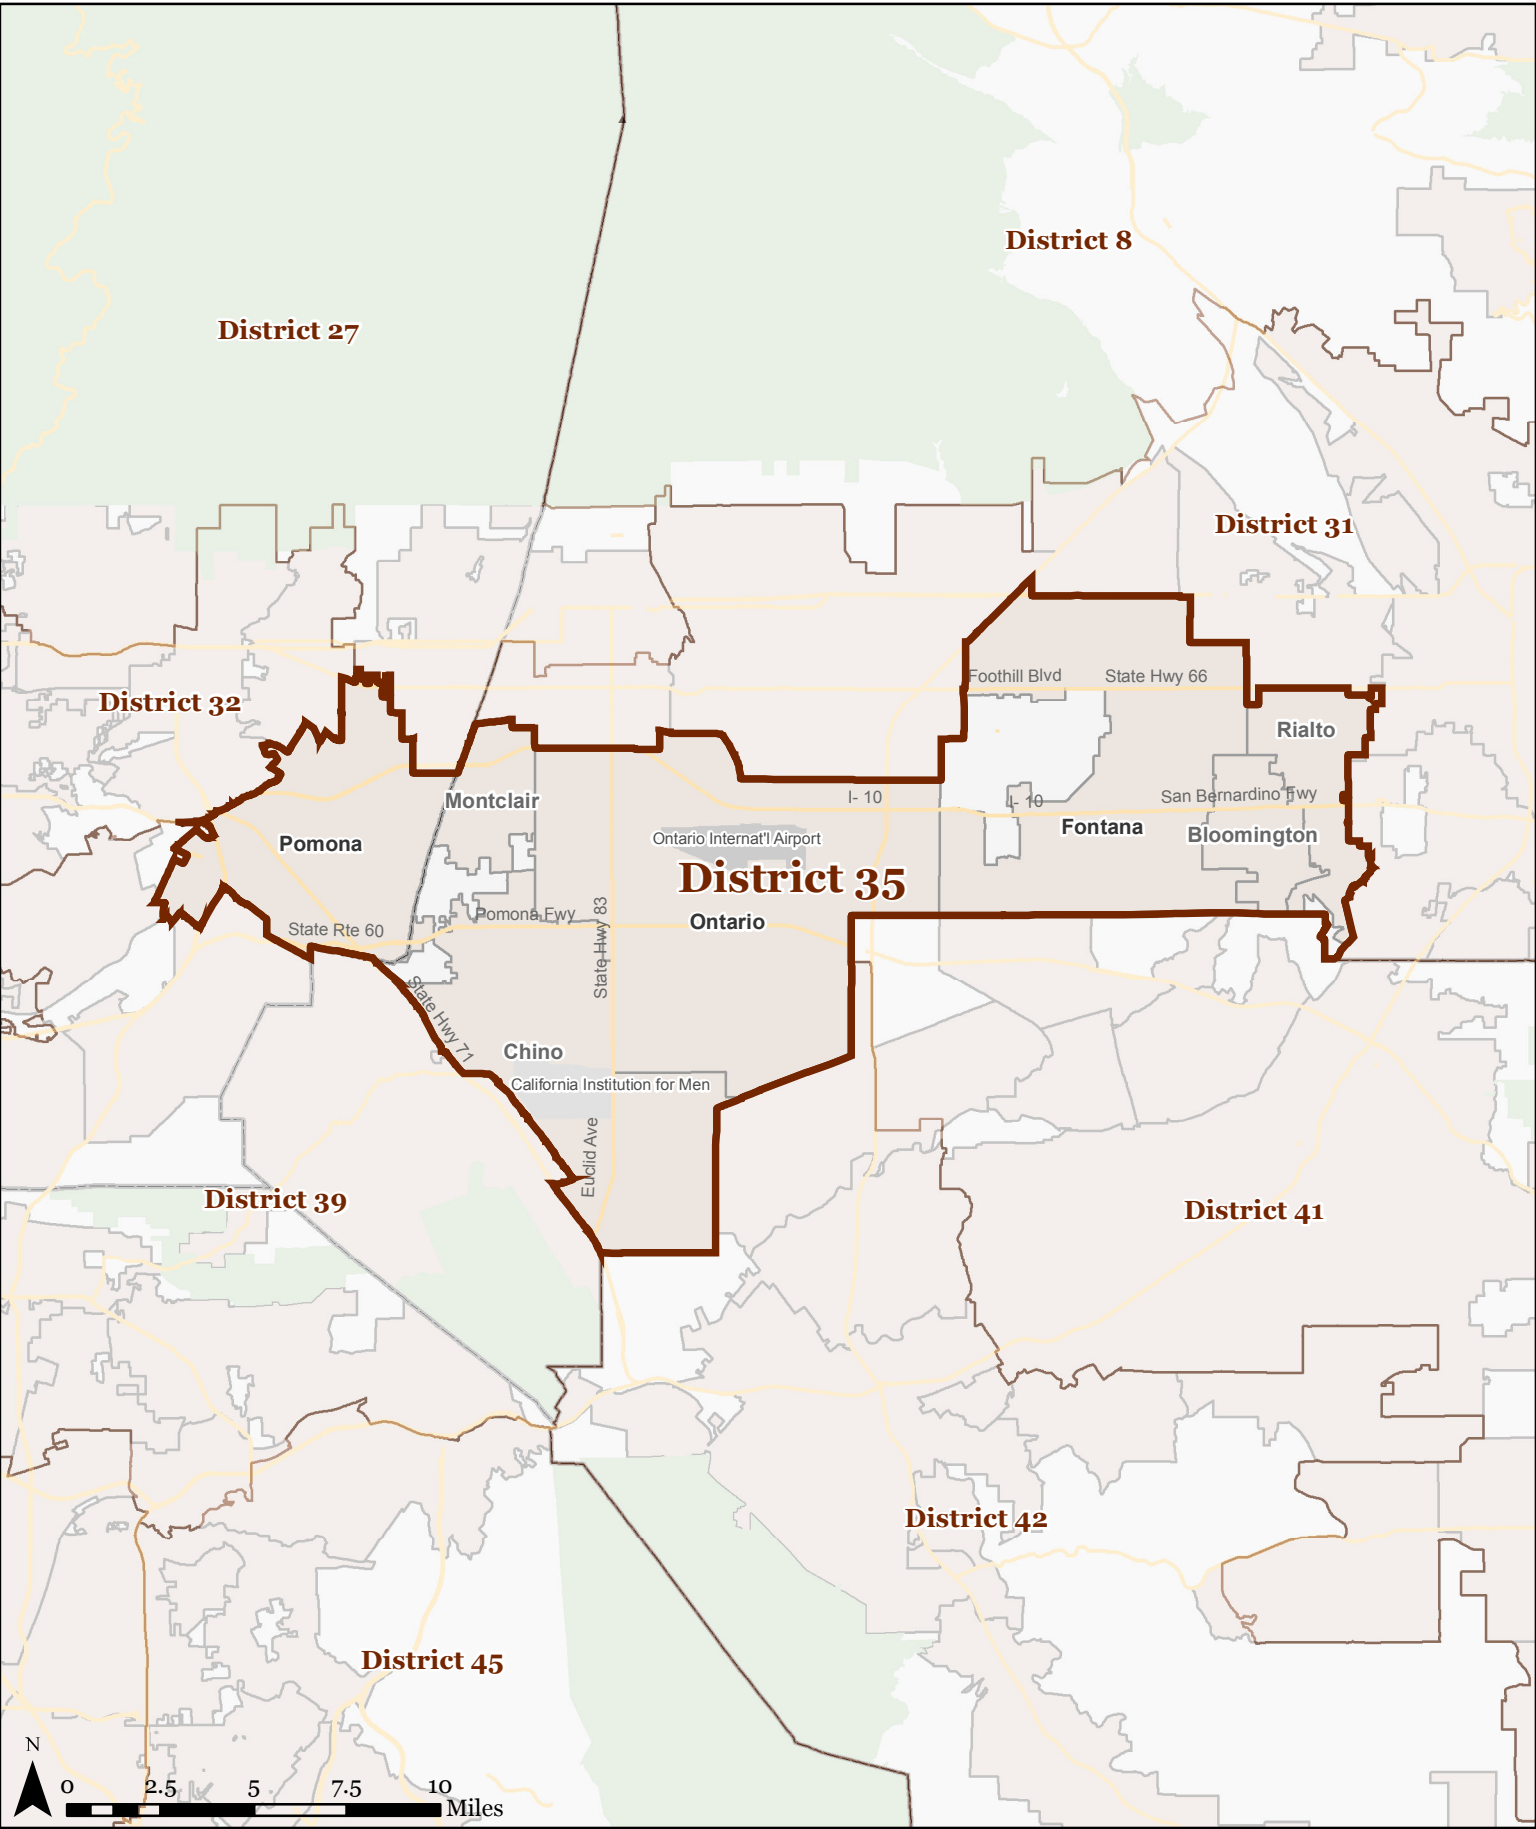 District 8
District 27
District 31
Foothill Blvd
State Hwy 66
District 32
Rialto
Montclair
I- 10
I- 10
San Bernardino Fwy
Fontana
Bloomington
Ontario Internat'l Airport
Pomona
District 35
Pomona Fwy
Ontario
State Rte 60
State Hwy 83
State Hwy 71
Chino
California Institution for Men
Euclid Ave
District 39
District 41
District 42
District 45
N
0 2.5 5 7.5 10
Miles